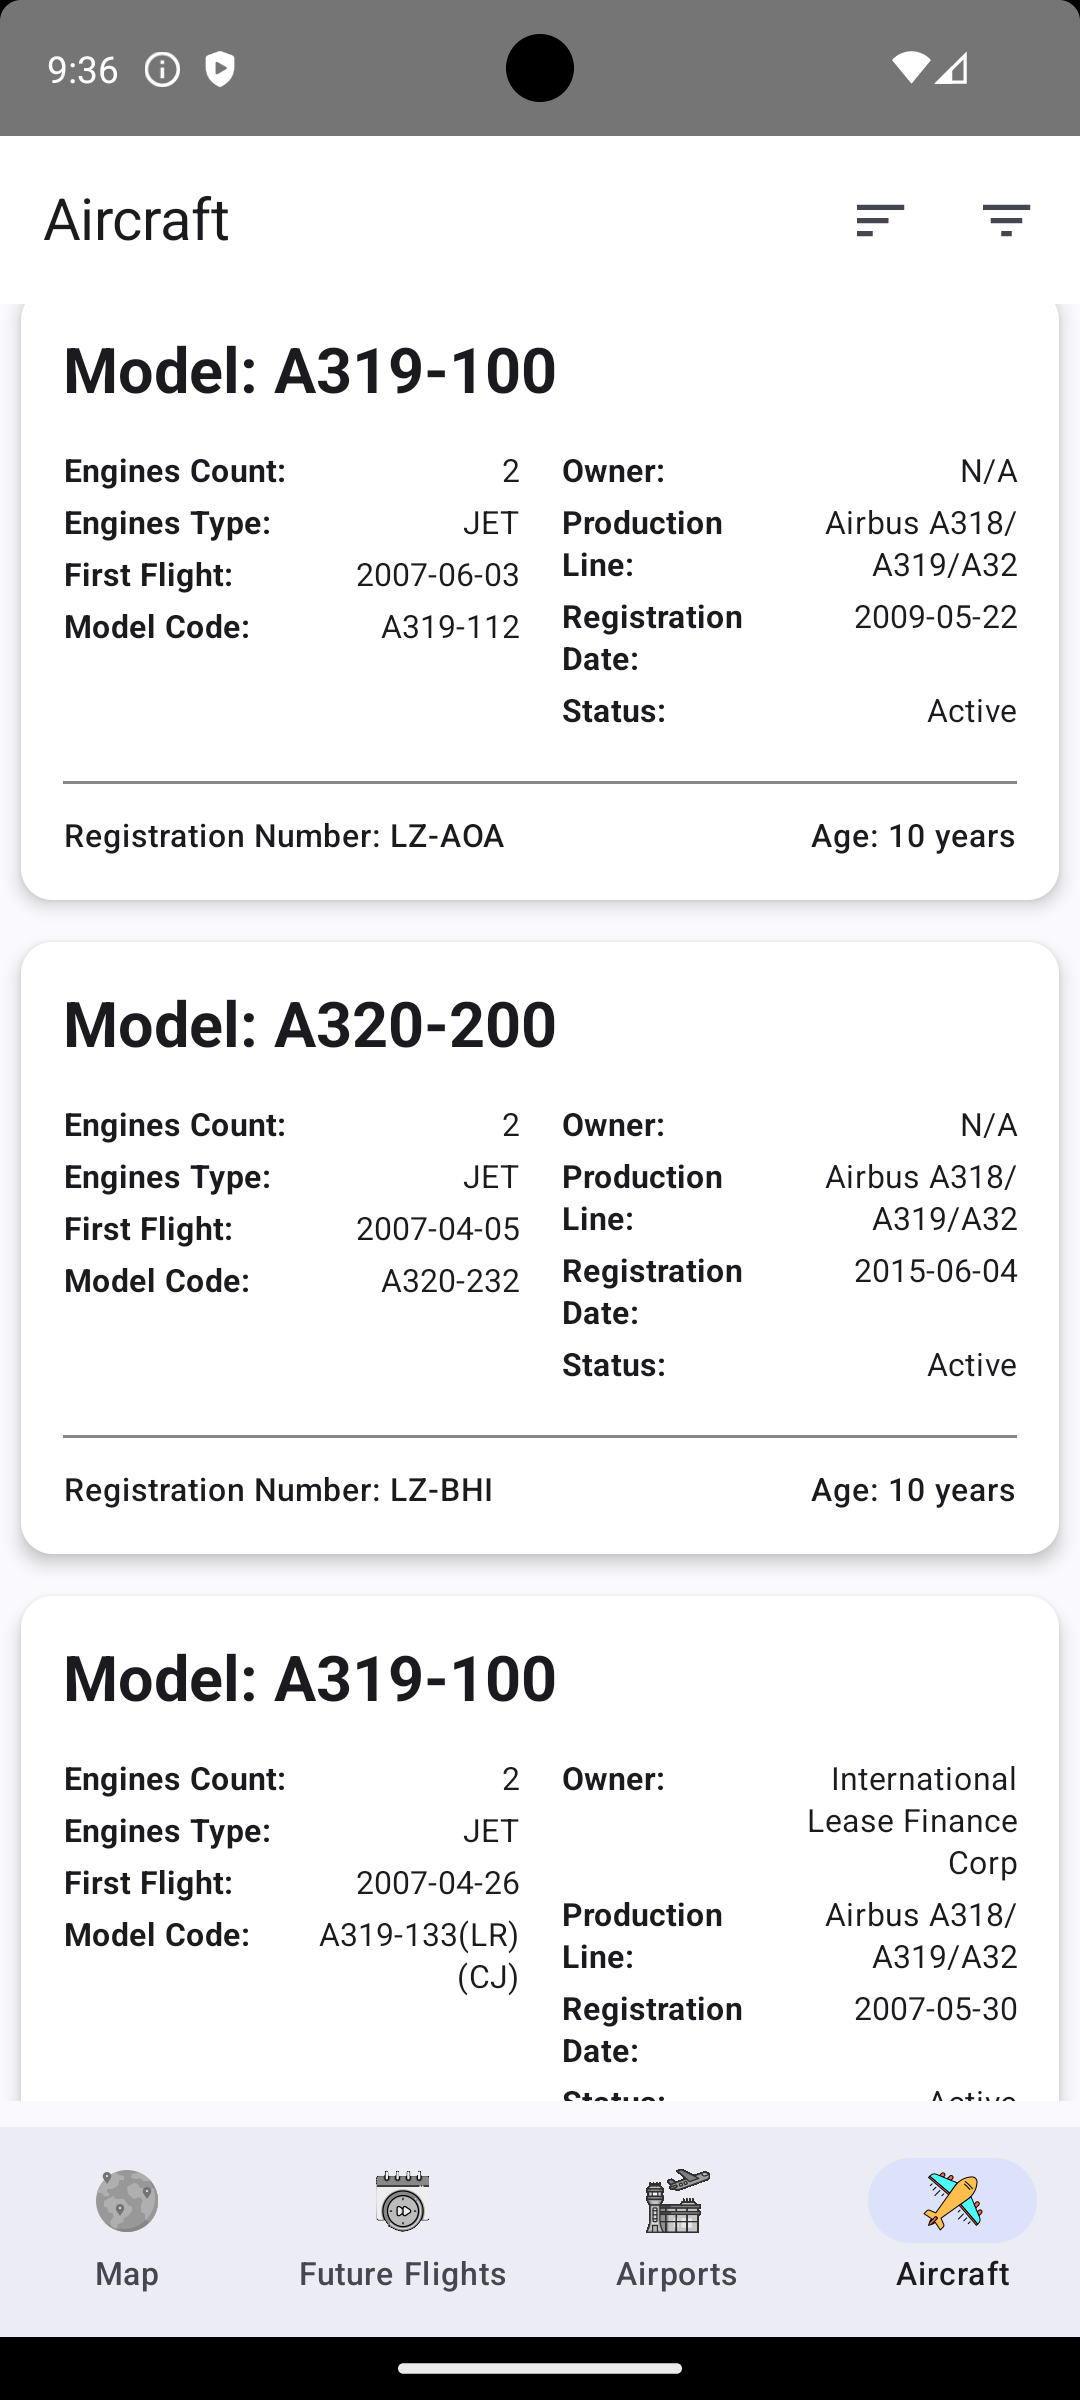 9:36
Aircraft
Model: A319-100
Engines Count: 2
Engines Type: JET
First Flight: 2007-06-03
Model Code: A319-112
Owner: N/A
Production Airbus A318/
Line: A319/A32
Registration 2009-05-22
Date:
Status: Active
Registration Number: LZ-AOA Age: 10 years
Model: A320-200
Engines Count: 2
Engines Type: JET
First Flight: 2007-04-05
Model Code: A320-232
Owner: N/A
Production Airbus A318/
Line: A319/A32
Registration 2015-06-04
Date:
Status: Active
Registration Number: LZ-BHI Age: 10 years
Model: A319-100
Engines Count: 2
Engines Type: JET
First Flight: 2007-04-26
Model Code: A319-133(LR)
(CJ)
Owner: International
Lease Finance
Corp
Production Airbus A318/
Line: A319/A32
Registration 2007-05-30
Date:
Status: Active
Map
Future Flights
Airports
Aircraft